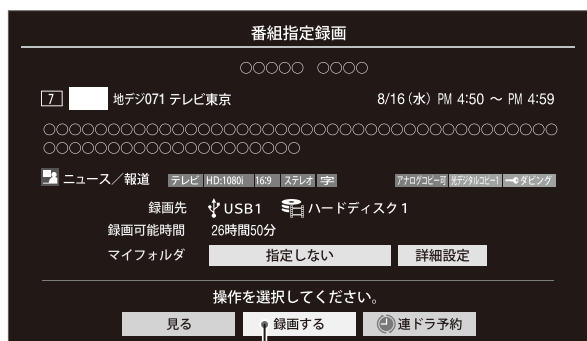 番組指定録画
○○○○○ ○○○○
7 地デジ071 テレビ東京 8/16(水) PM 4:50 ～ PM 4:59
○○○○○○○○○○○○○○○○○○○○○○○○○○○○○○○○○○○○○○○○
○○○○○○○○○○○○○○○○○○○○
ニュース／報道 テレビ HD:1080i 16:9 ステレオ 字 アナログコピー可 光デジタルコピー1 ダビング
録画先 USB1 ハードディスク1
録画可能時間 26時間50分
マイフォルダ 指定しない 詳細設定
操作を選択してください。
見る 録画する 連ドラ予約